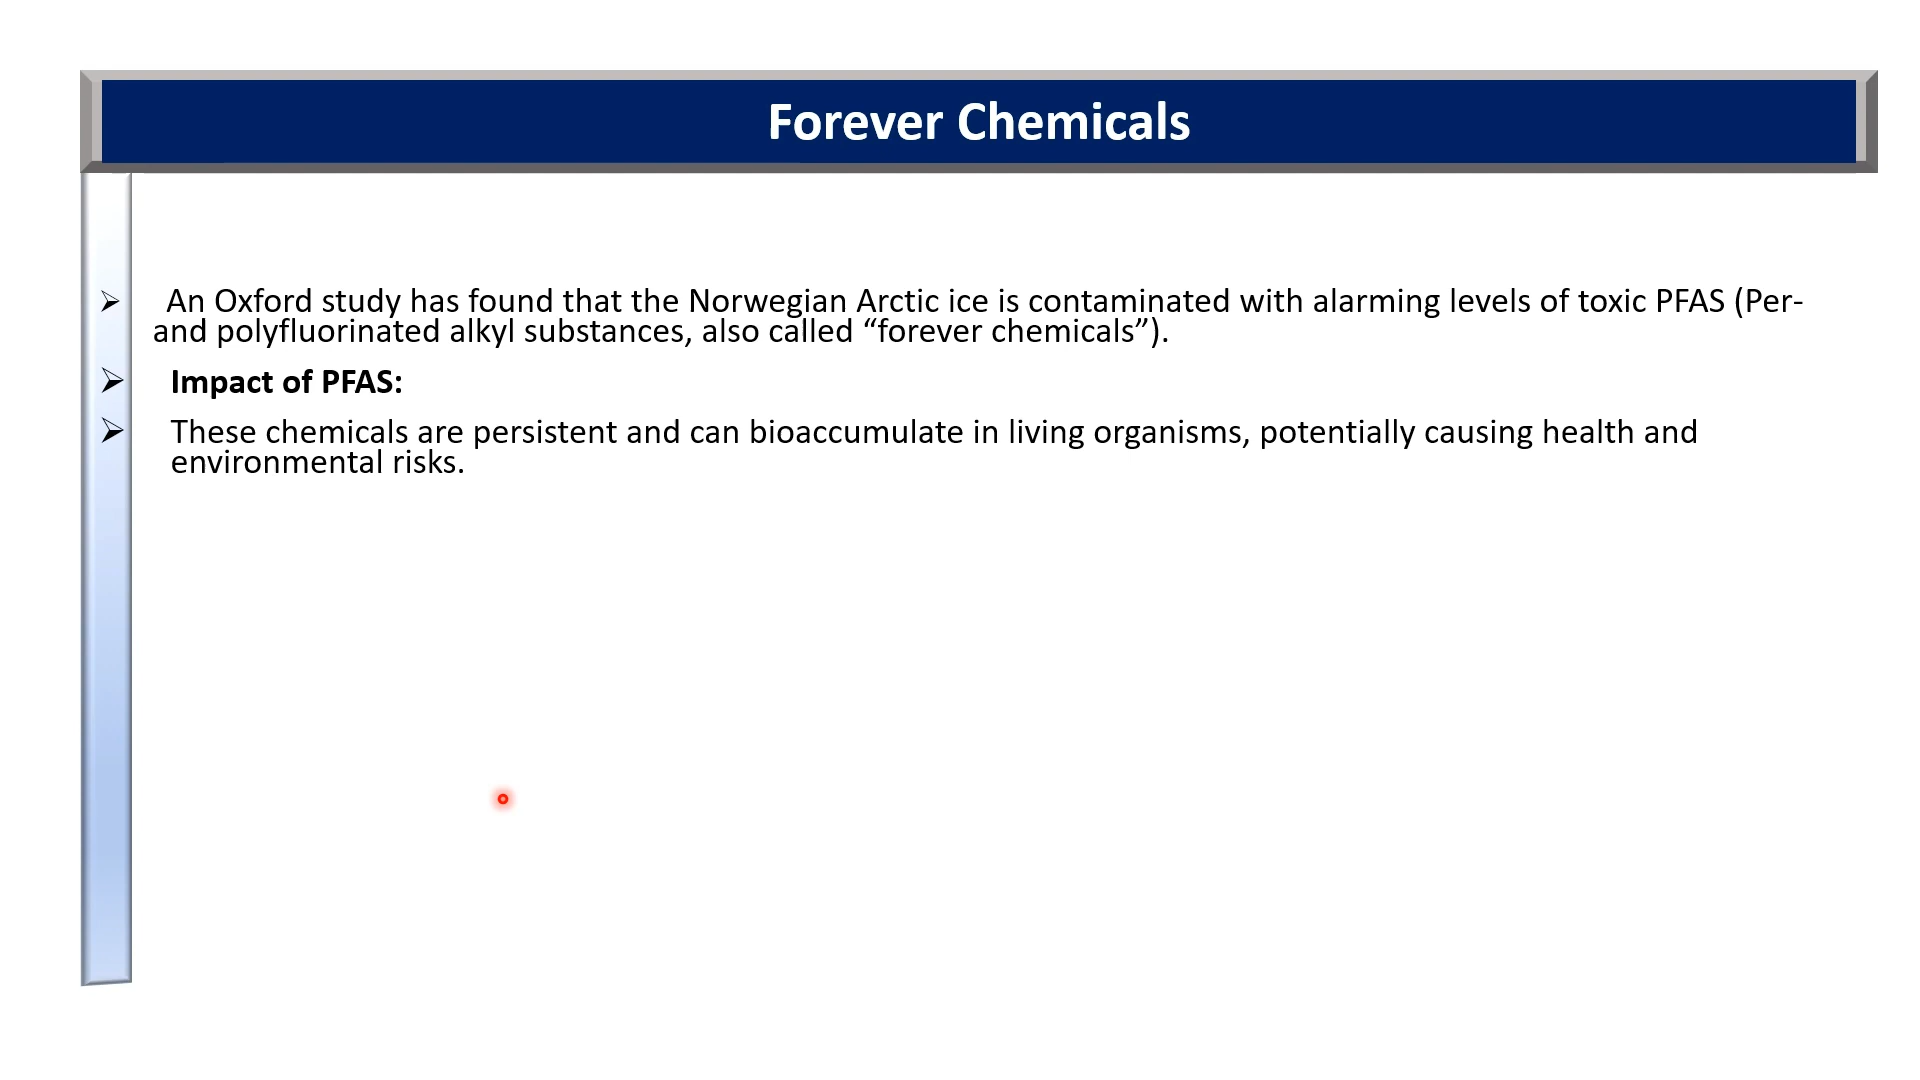 Forever Chemicals
An Oxford study has found that the Norwegian Arctic ice is contaminated with alarming levels of toxic PFAS (Per-
and polyfluorinated alkyl substances, also called “forever chemicals”).
Impact of PFAS:
These chemicals are persistent and can bioaccumulate in living organisms, potentially causing health and
environmental risks.